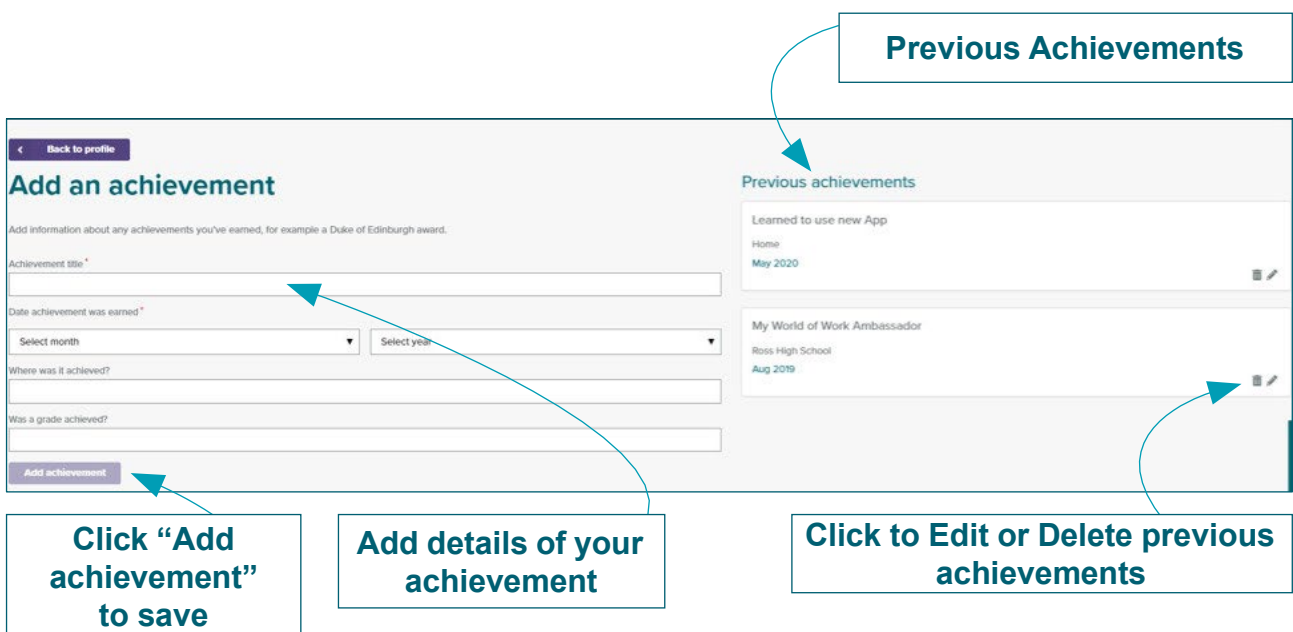 Previous Achievements
Back to profile
Add an achievement
Add information about any achievements you've earned, for example a Duke of Edinburgh award.
Achievement title *
Date achievement was earned *
Select month
Select year
Where was it achieved?
Was a grade achieved?
Add achievement
Previous achievements
Learned to use new App
Home
May 2020
My World of Work Ambassador
Ross High School
Aug 2019
Click “Add
achievement”
to save
Add details of your
achievement
Click to Edit or Delete previous
achievements